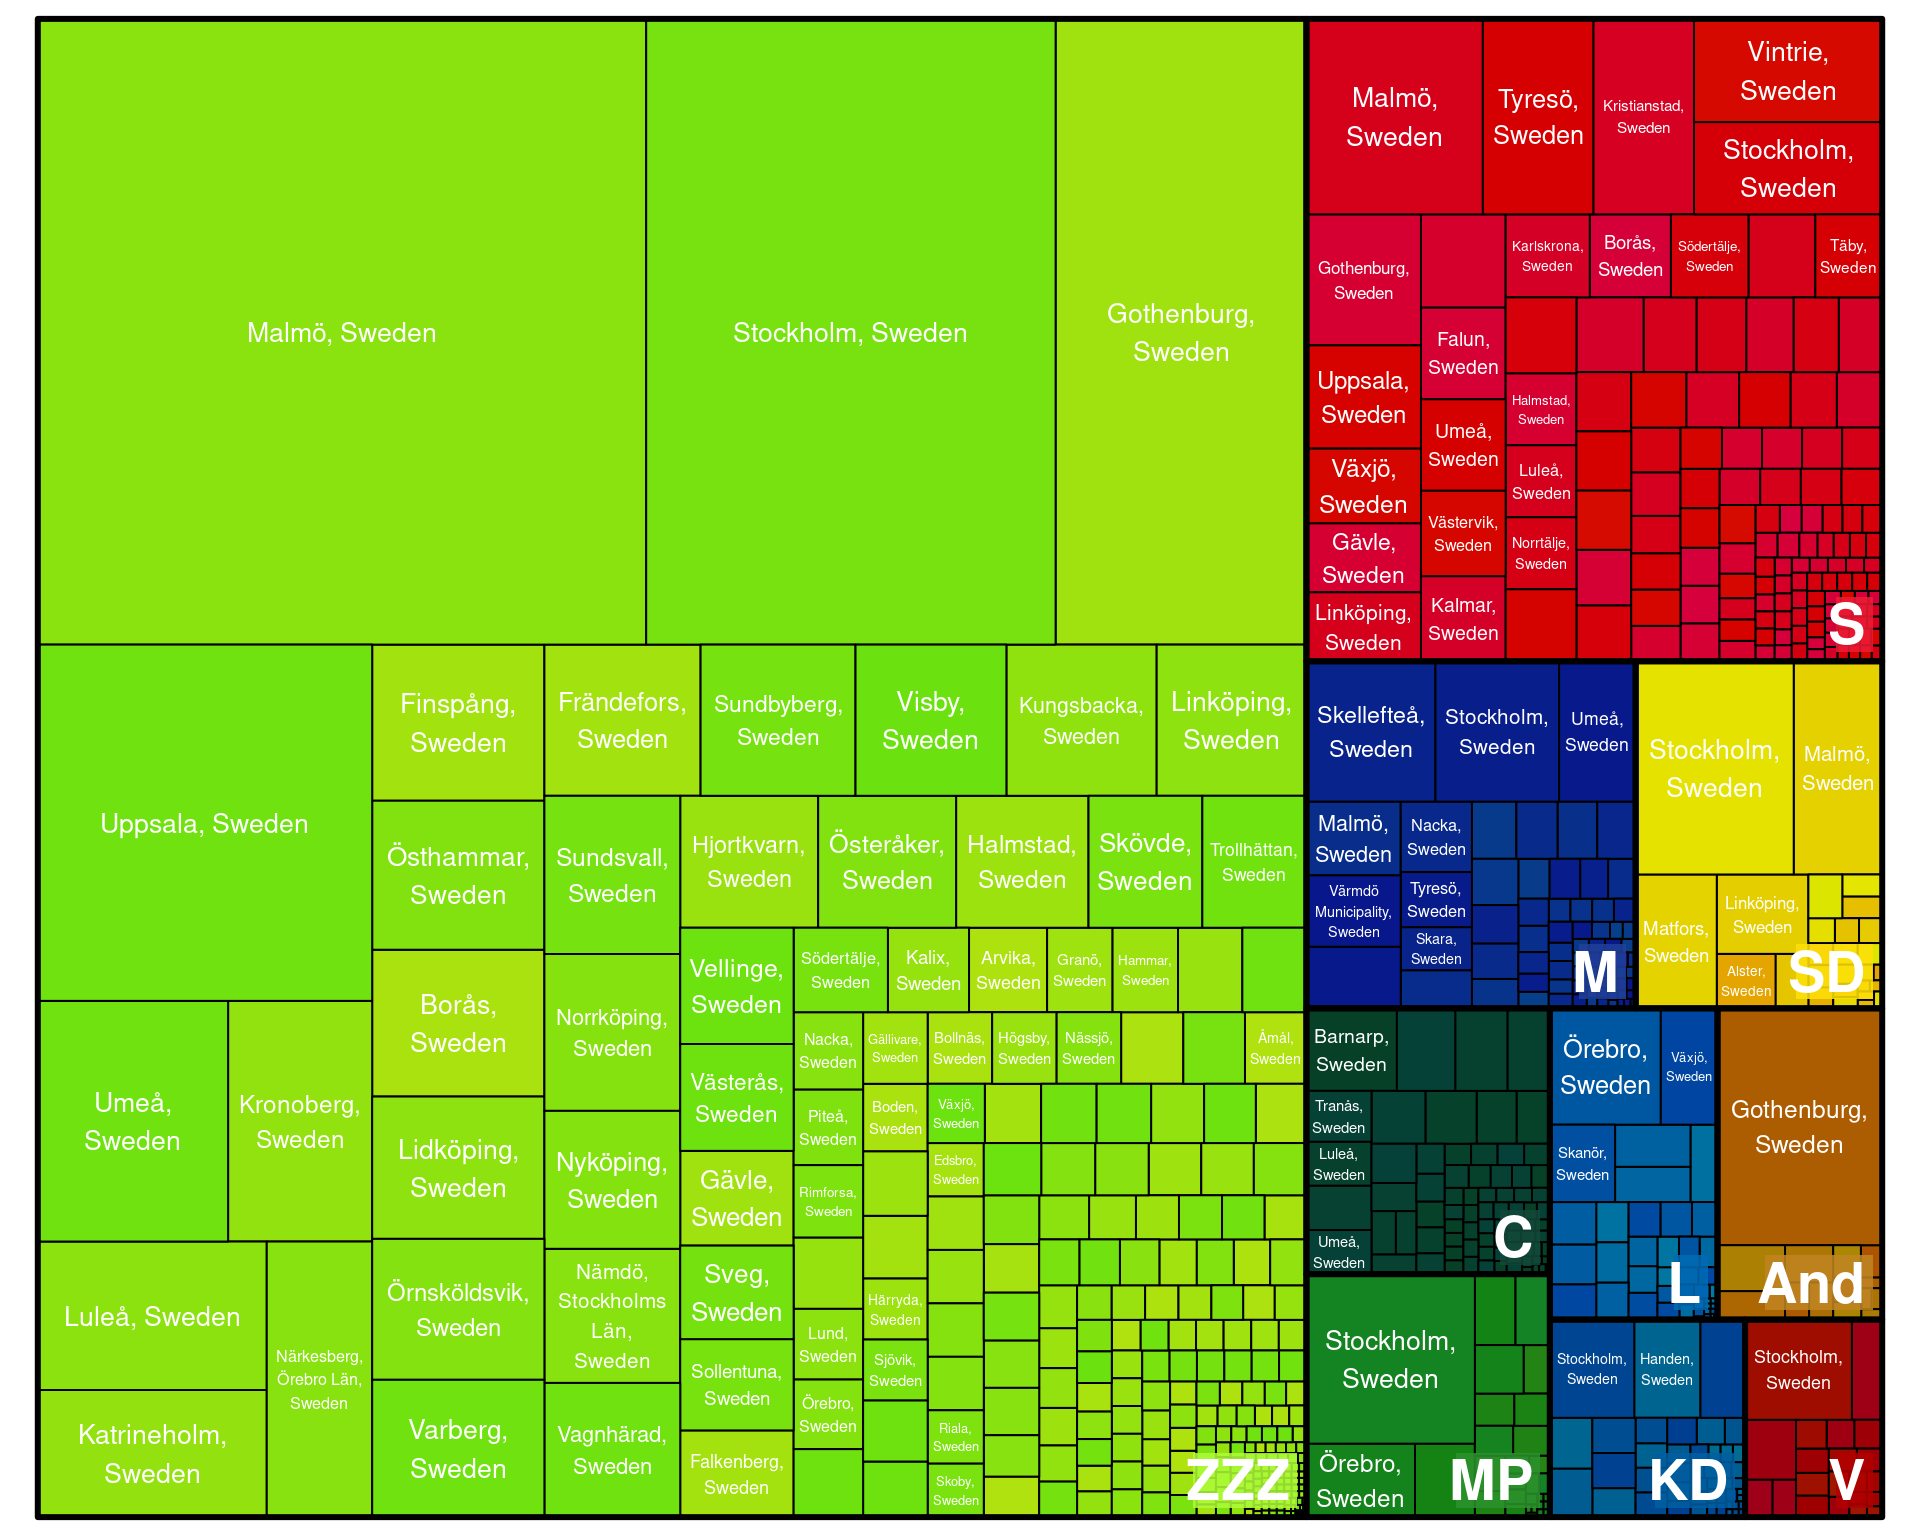 Malmö, Sweden
Stockholm, Sweden
Gothenburg,
Sweden
Uppsala, Sweden
Umeå,
Sweden
Kronoberg,
Sweden
Luleå, Sweden
Katrineholm,
Sweden
Närkesberg,
Örebro Län,
Sweden
Finspång,
Sweden
Östhammar,
Sweden
Borås,
Sweden
Lidköping,
Sweden
Örnsköldsvik,
Sweden
Varberg,
Sweden
Frändefors,
Sweden
Sundbyberg,
Sweden
Visby,
Sweden
Kungsbacka,
Sweden
Linköping,
Sweden
Sundsvall,
Sweden
Norrköping,
Sweden
Nyköping,
Sweden
Nämdö,
Stockholms
Län,
Sweden
Vagnhärad,
Sweden
Hjortkvarn,
Sweden
Österåker,
Sweden
Halmstad,
Sweden
Skövde,
Sweden
Trollhättan,
Sweden
Vellinge,
Sweden
Västerås,
Sweden
Gävle,
Sweden
Sveg,
Sweden
Sollentuna,
Sweden
Falkenberg,
Sweden
Södertälje,
Sweden
Kalix,
Sweden
Arvika,
Sweden
Granö,
Sweden
Hammar,
Sweden
Nacka,
Sweden
Piteå,
Sweden
Rimforsa,
Sweden
Lund,
Sweden
Örebro,
Sweden
Gällivare,
Sweden
Boden,
Sweden
Härryda,
Sweden
Sjövik,
Sweden
Bollnäs,
Sweden
Högsby,
Sweden
Nässjö,
Sweden
Åmål,
Sweden
Växjö,
Sweden
Edsbro,
Sweden
Riala,
Sweden
Skoby,
Sweden
ZZZ
Malmö,
Sweden
Tyresö,
Sweden
Kristianstad,
Sweden
Vintrie,
Sweden
Stockholm,
Sweden
Gothenburg,
Sweden
Uppsala,
Sweden
Växjö,
Sweden
Gävle,
Sweden
Linköping,
Sweden
Falun,
Sweden
Umeå,
Sweden
Västervik,
Sweden
Kalmar,
Sweden
Karlskrona,
Sweden
Borås,
Sweden
Södertälje,
Sweden
Täby,
Sweden
Halmstad,
Sweden
Luleå,
Sweden
Norrtälje,
Sweden
S
Skellefteå,
Sweden
Stockholm,
Sweden
Umeå,
Sweden
Malmö,
Sweden
Värmdö
Municipality,
Sweden
Nacka,
Sweden
Tyresö,
Sweden
Skara,
Sweden
M
Stockholm,
Sweden
Malmö,
Sweden
Matfors,
Sweden
Linköping,
Sweden
Alster,
Sweden
SD
Barnarp,
Sweden
Tranås,
Sweden
Luleå,
Sweden
Umeå,
Sweden
C
Örebro,
Sweden
Växjö,
Sweden
Skanör,
Sweden
L
Gothenburg,
Sweden
And
Stockholm,
Sweden
Örebro,
Sweden
MP
Stockholm,
Sweden
Handen,
Sweden
KD
Stockholm,
Sweden
V